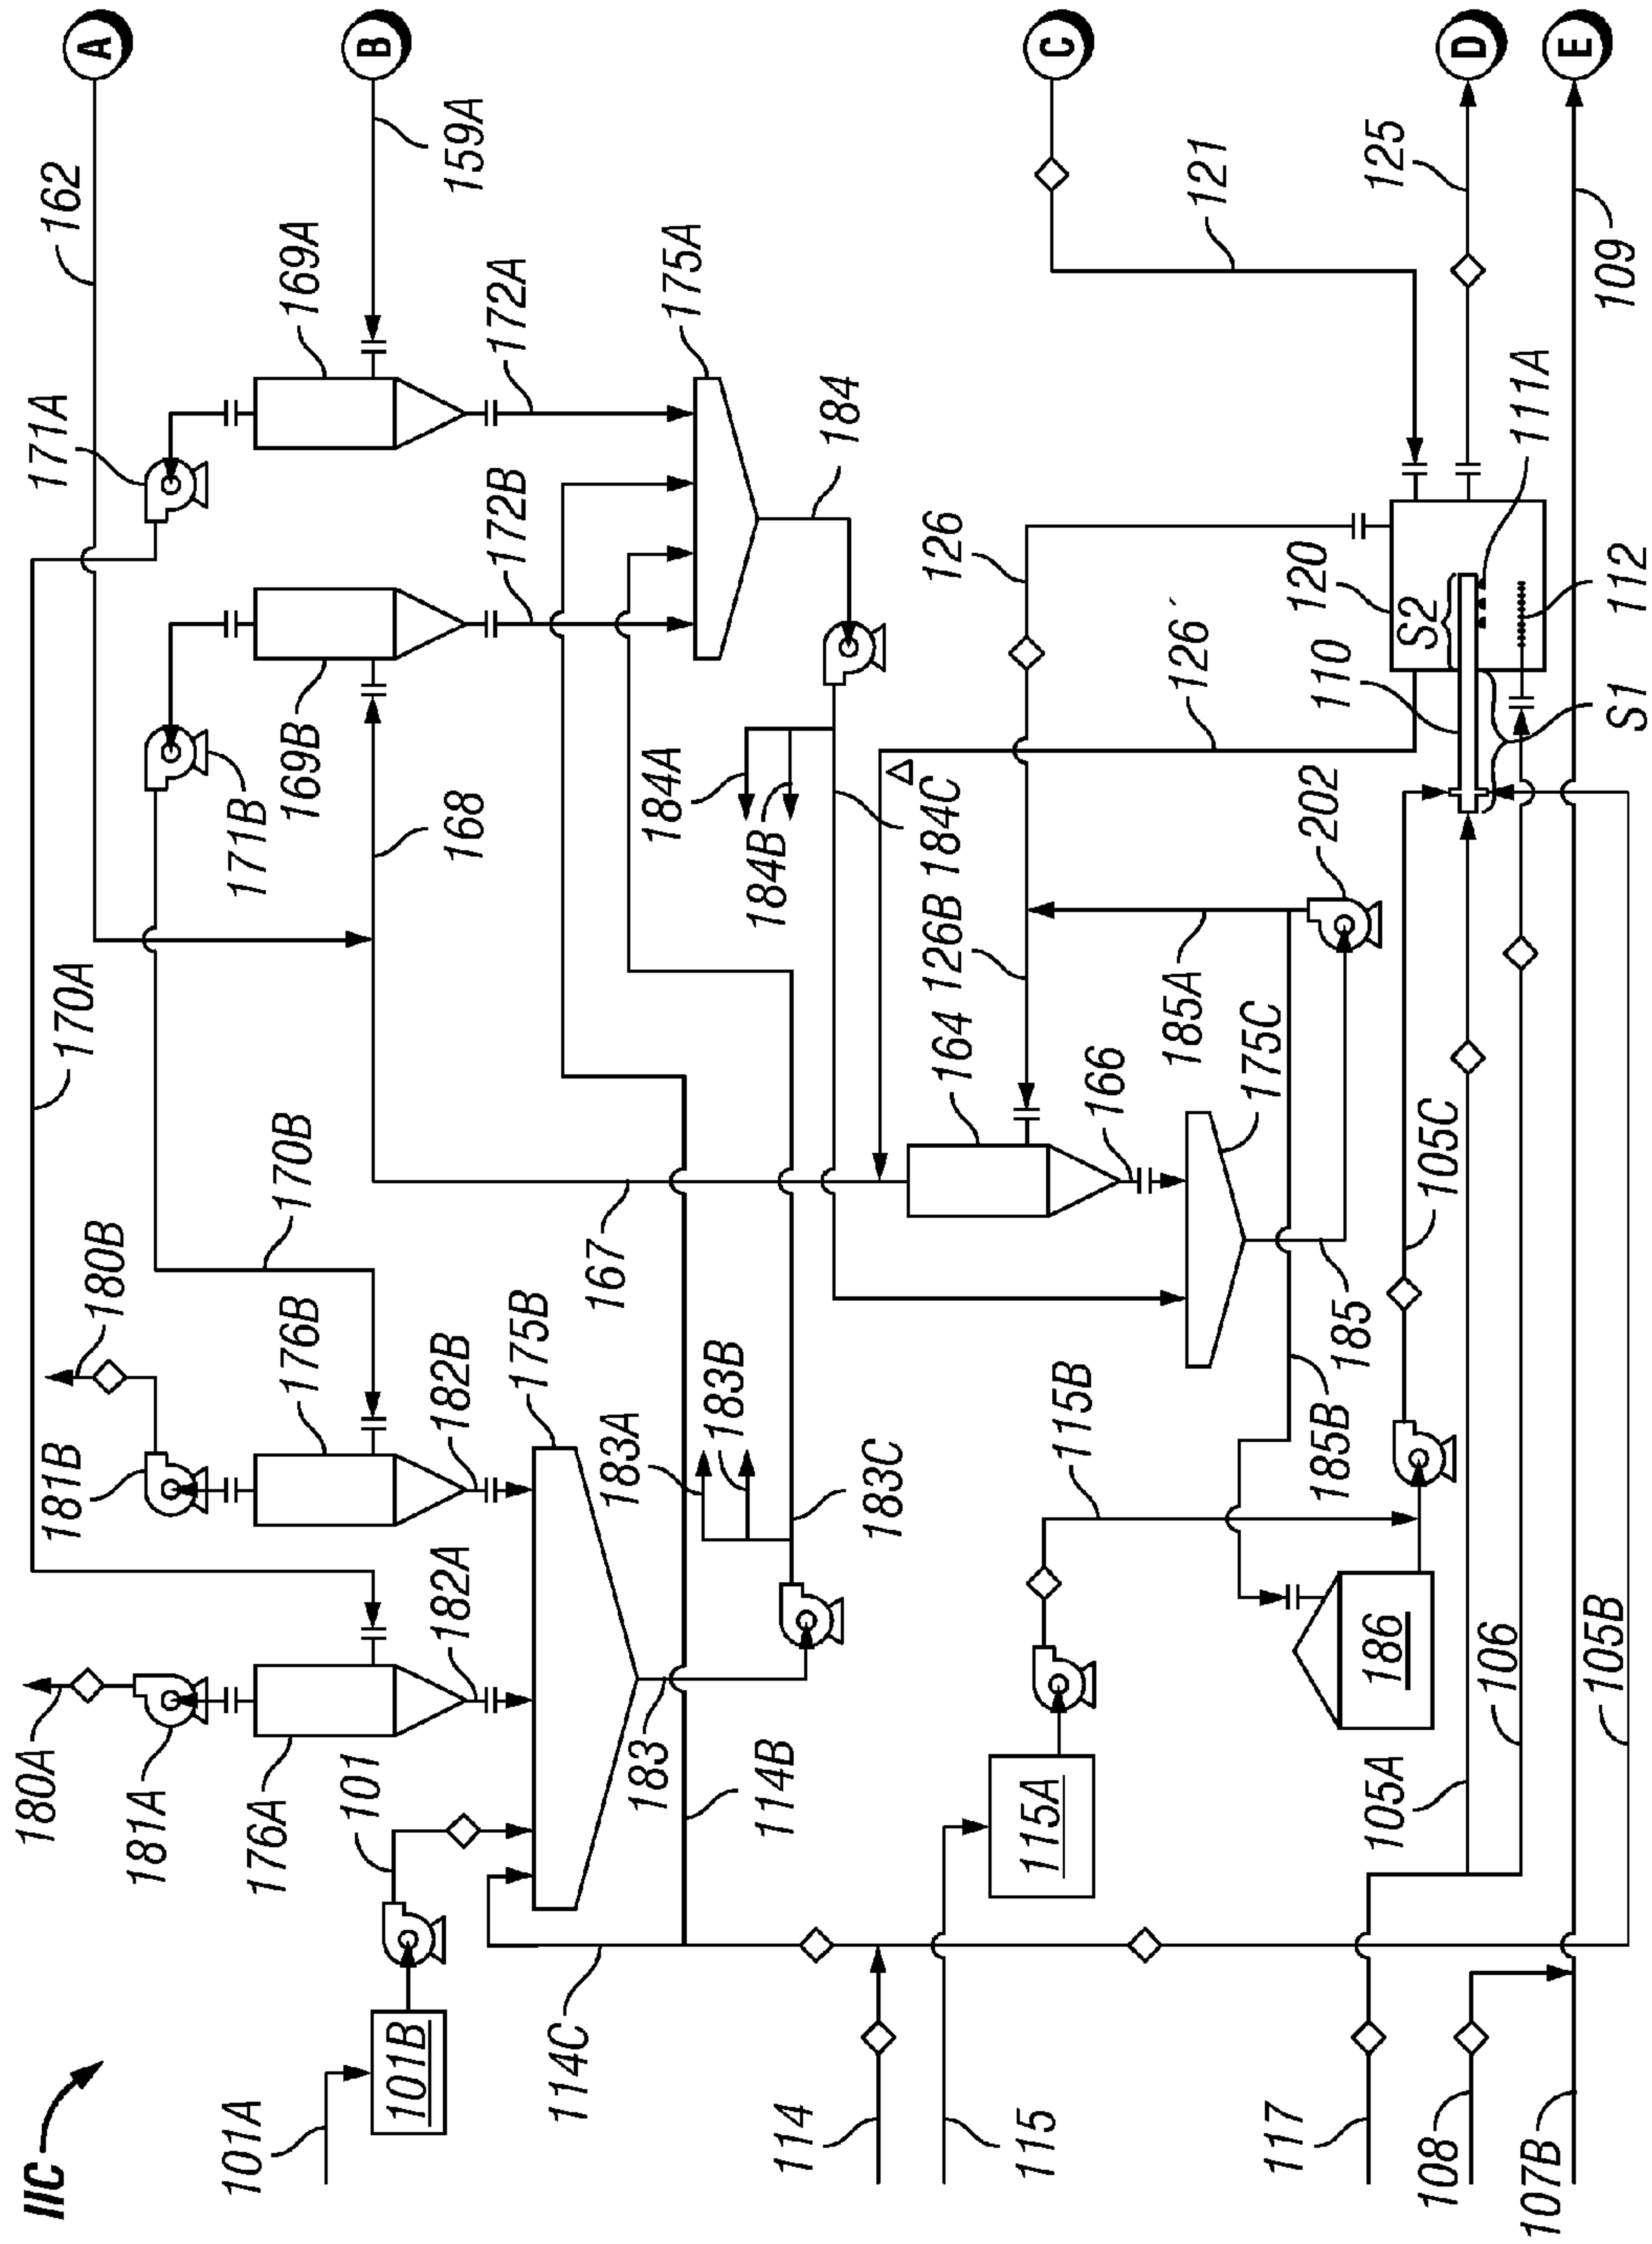 IIC
180A
181B
170A
171A
162
A
180B
181A
101A
171B
176A
176B
169B
169A
101
B
101B
182A
182B
168
159A
170B
172B
172A
175B
114C
167
183A
183
184A
175A
183B
184B
114B
114
184
183C
Δ
126B
184C
126
164
115
115A
C
115B
166
185A
126´
121
175C
117
120
202
185B
110
185
105A
186
125
S2
108
105C
D
106
111A
107B
E
105B
109
S1
112